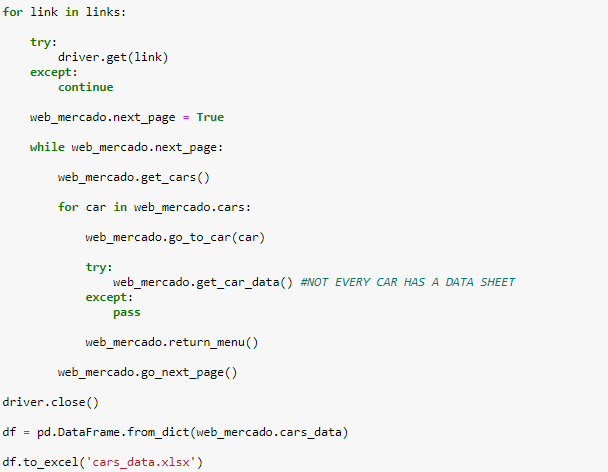 for link in links:
    try:
        driver.get(link)
    except:
        continue
    web_mercado.next_page = True
    while web_mercado.next_page:
        web_mercado.get_cars()
        for car in web_mercado.cars:
            web_mercado.go_to_car(car)
            try:
                web_mercado.get_car_data() #NOT EVERY CAR HAS A DATA SHEET
            except:
                pass
            web_mercado.return_menu()
        web_mercado.go_next_page()
driver.close()
df = pd.DataFrame.from_dict(web_mercado.cars_data)
df.to_excel('cars_data.xlsx')